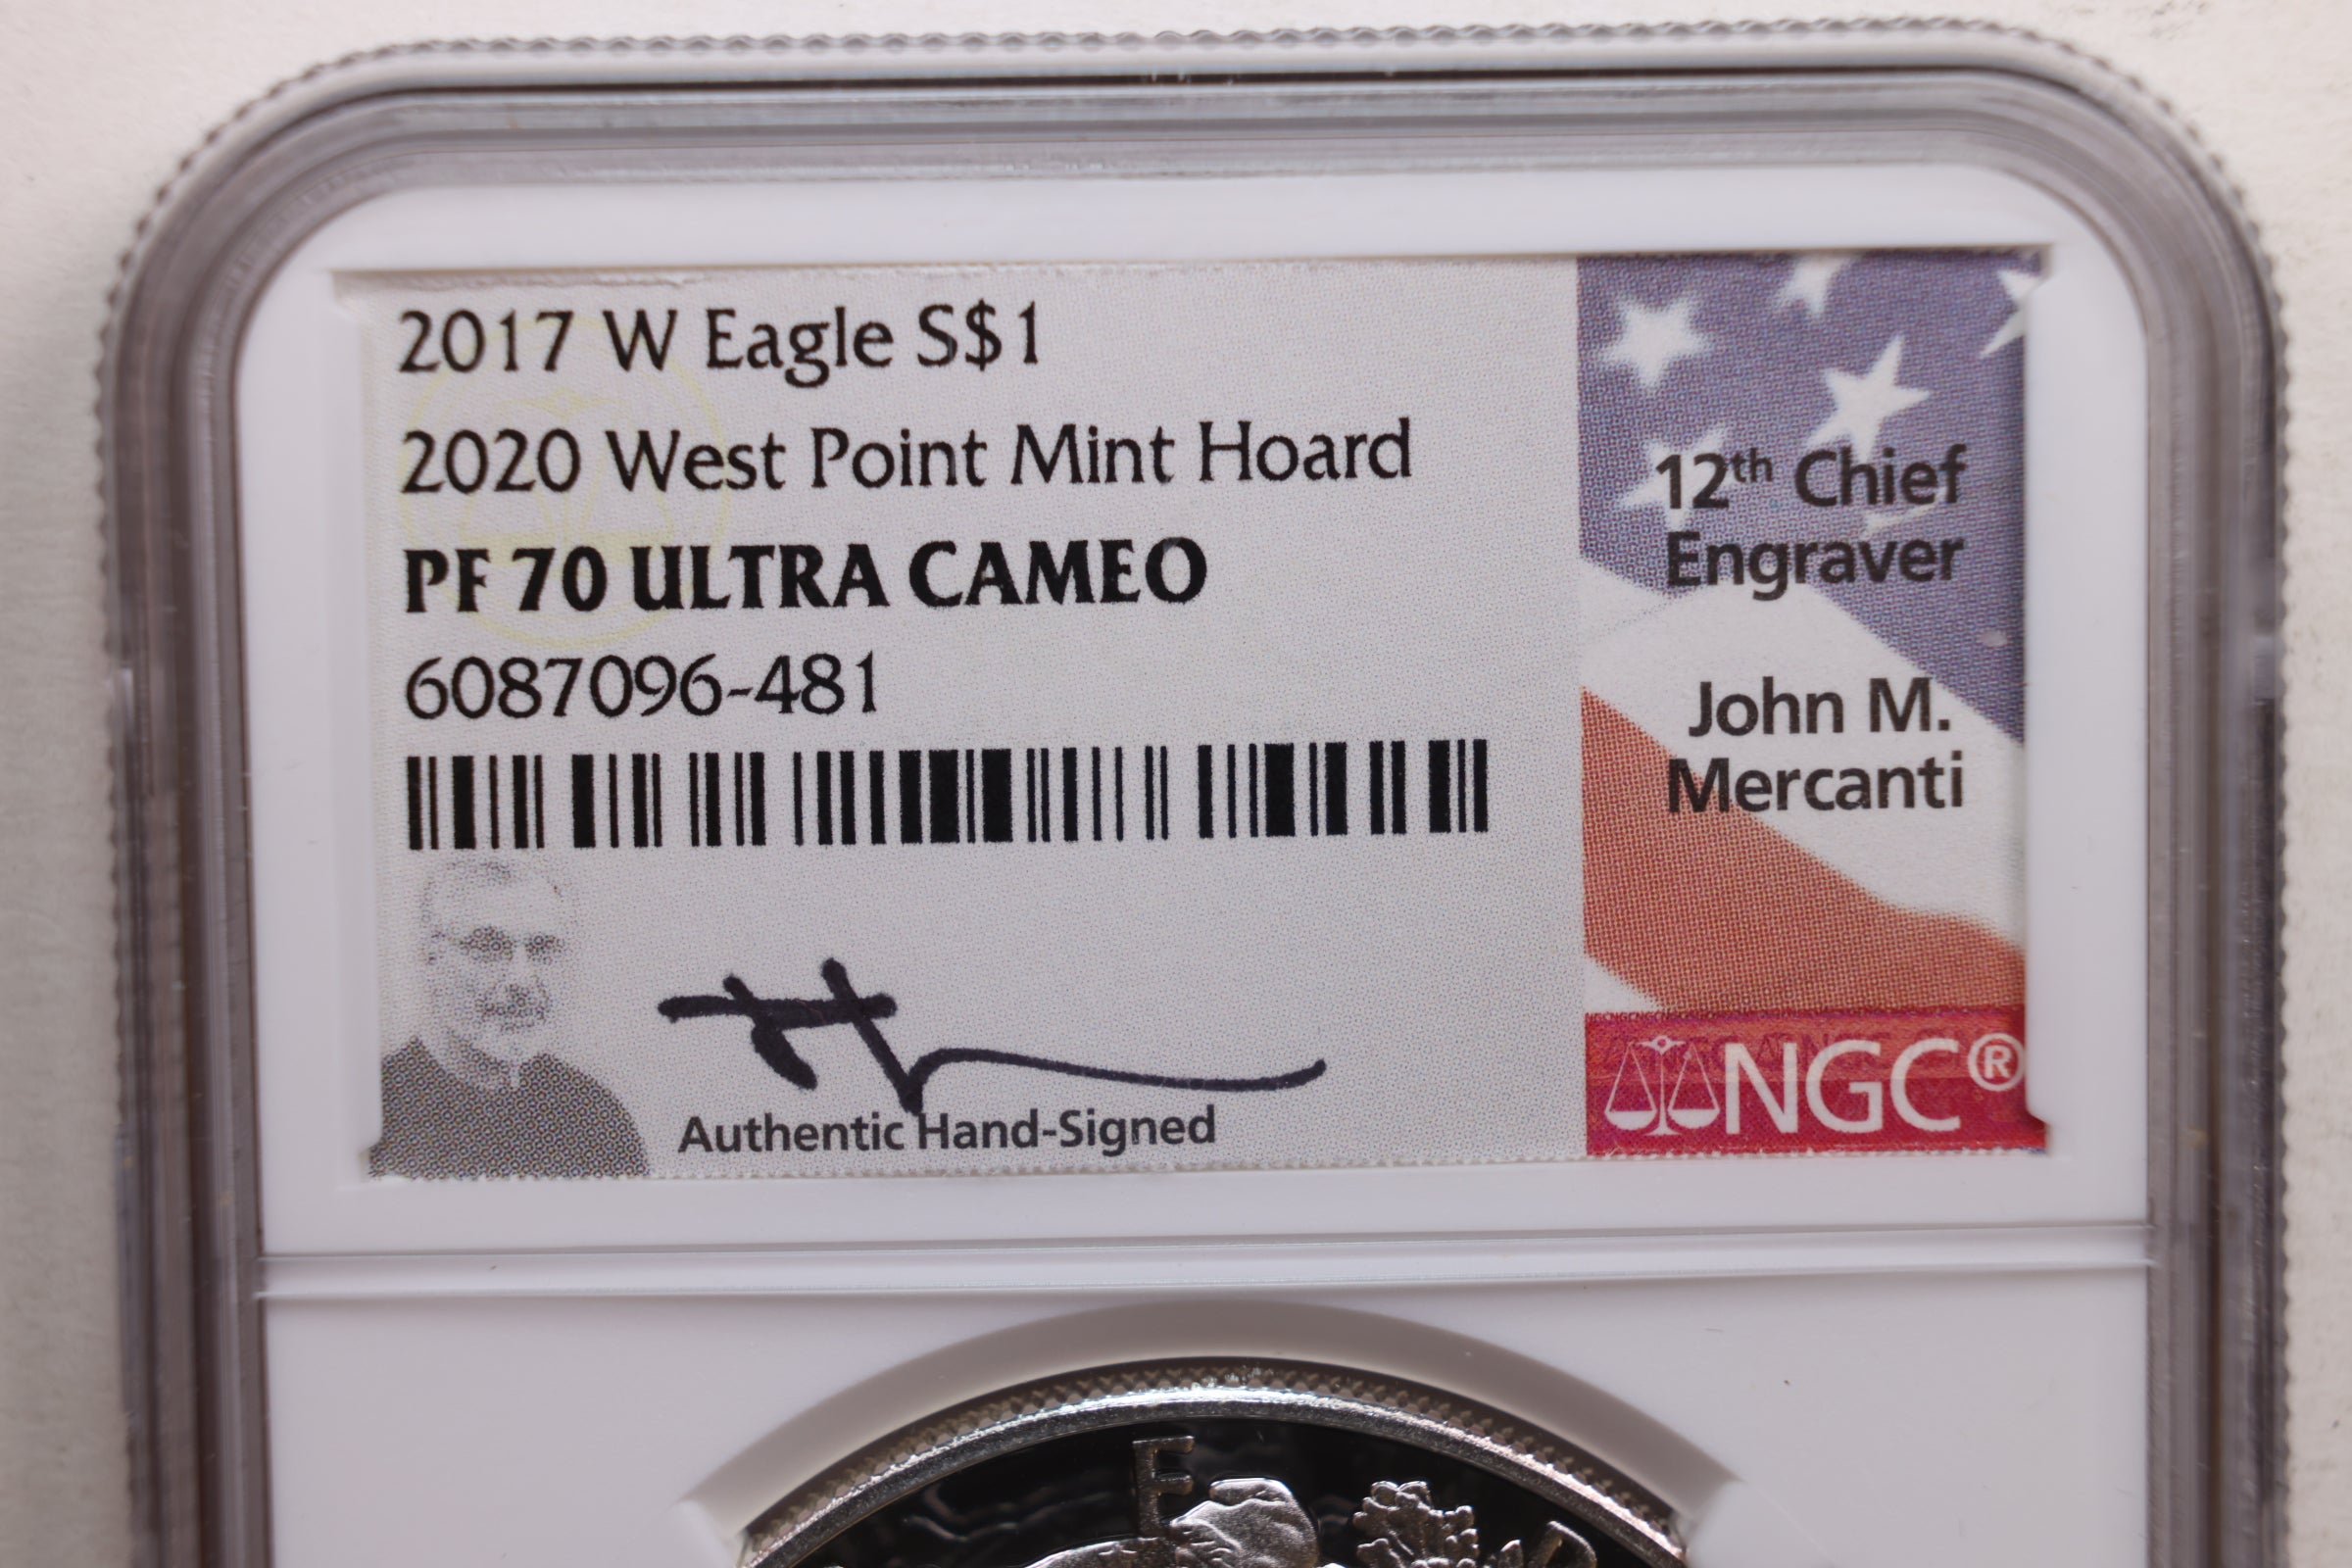 2017 W Eagle S$1
2020 West Point Mint Hoard
PF 70 ULTRA CAMEO
6087096-481
Authentic Hand-Signed
12th Chief
Engraver
John M.
Mercanti
NGC®
E